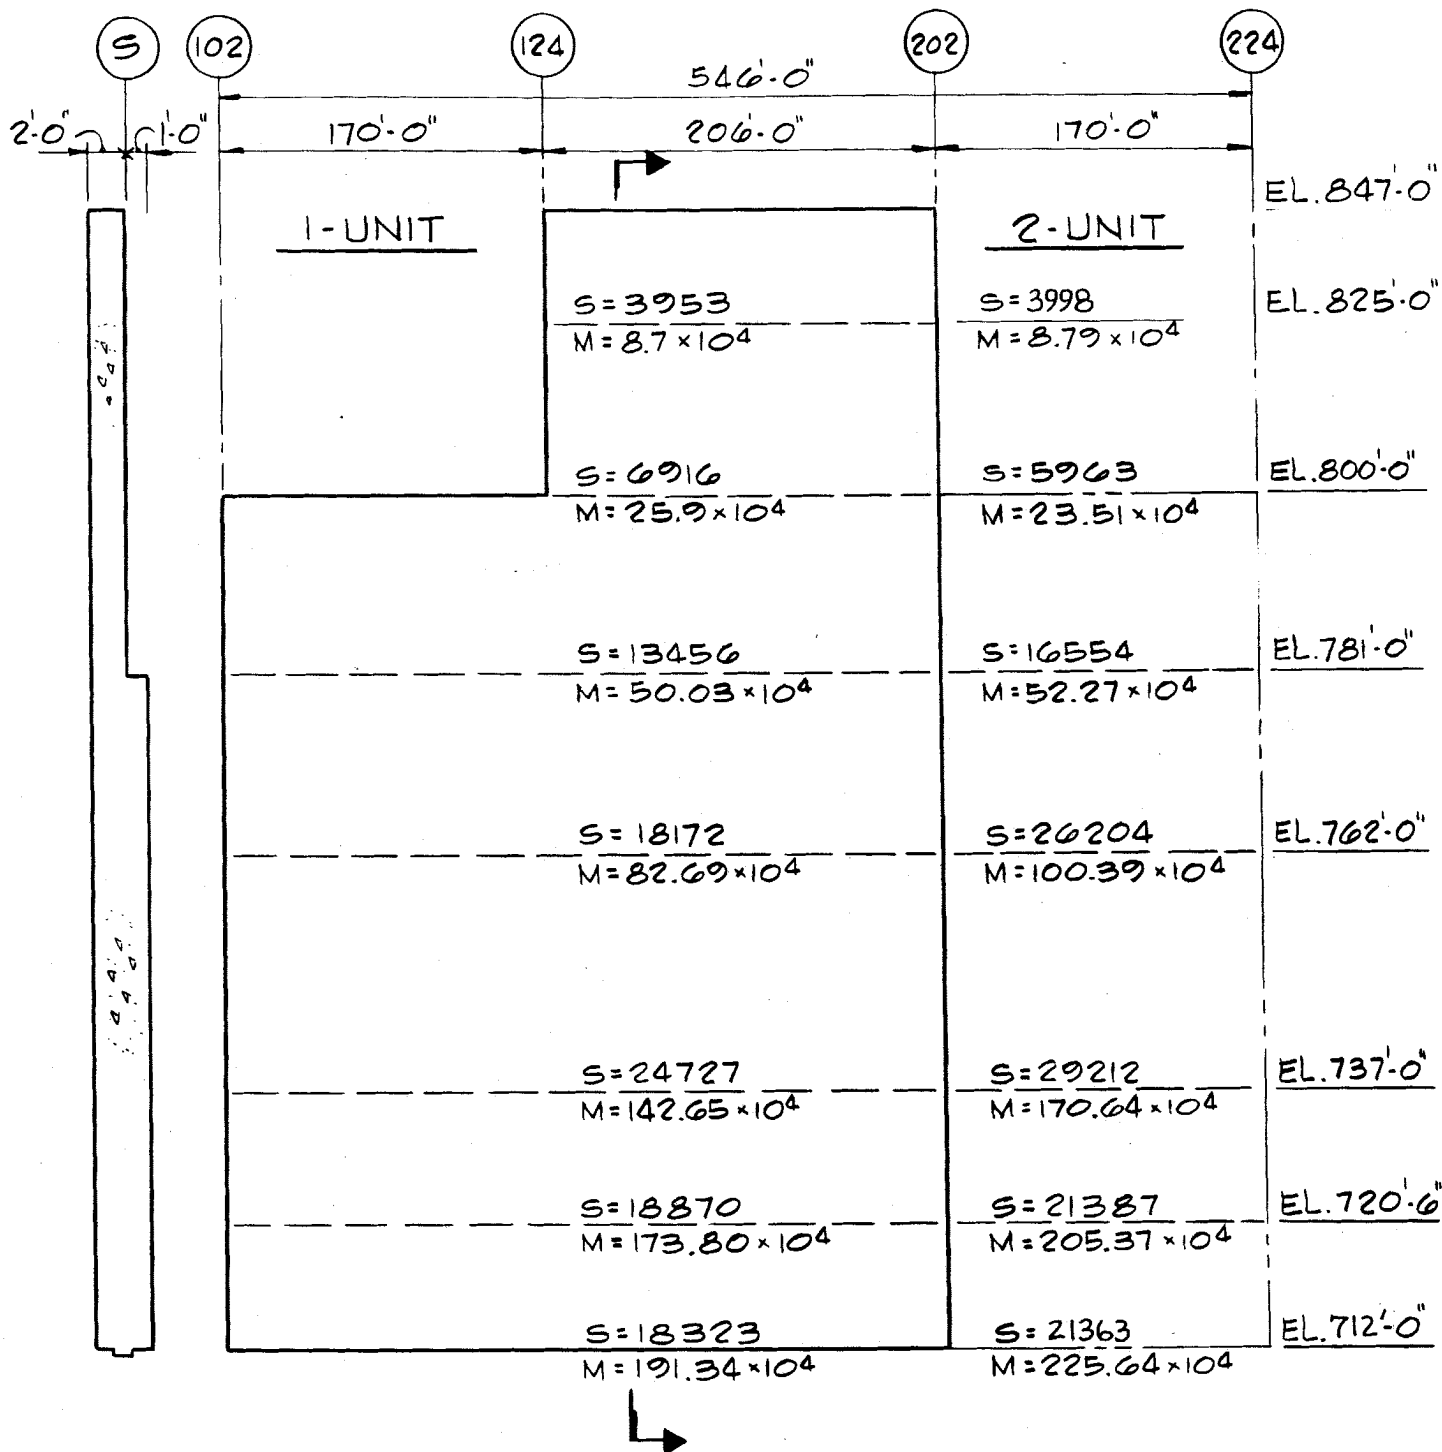 S 102 124 202 224
546'-0"
2'-0" 1'-0" 170'-0" 206'-0" 170'-0"
EL.847'-0"
1-UNIT 2-UNIT
S=3953 S=3998 EL.825'-0"
M=8.7×10⁴ M=8.79×10⁴
S=6916 S=5963 EL.800'-0"
M=25.9×10⁴ M=23.51×10⁴
S=13456 S=16554 EL.781'-0"
M=50.03×10⁴ M=52.27×10⁴
S=18172 S=26204 EL.762'-0"
M=82.69×10⁴ M=100.39×10⁴
S=24727 S=29212 EL.737'-0"
M=142.65×10⁴ M=170.64×10⁴
S=18870 S=21387 EL.720'-6"
M=173.80×10⁴ M=205.37×10⁴
S=18323 S=21363 EL.712'-0"
M=191.34×10⁴ M=225.64×10⁴